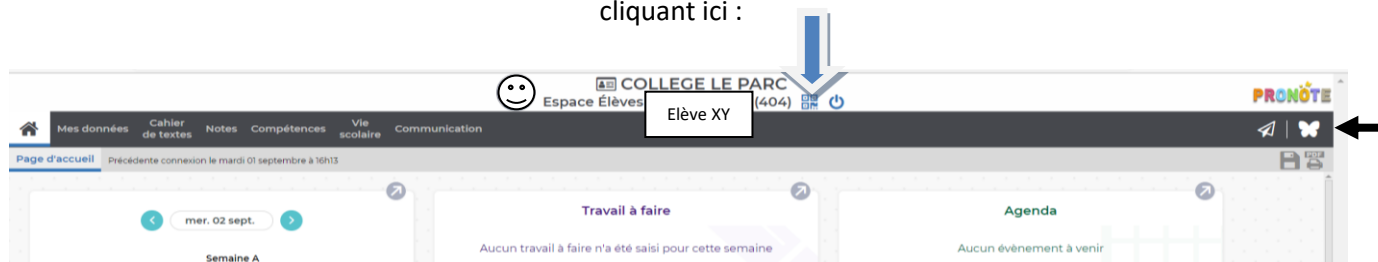 cliquant ici :
COLLEGE LE PARC
Espace Élèves Elève XY (404)
PRONOTE
Mes données Cahier de textes Notes Compétences Vie scolaire Communication
Page d'accueil Précédente connexion le mardi 01 septembre à 16h13
PDF
mer. 02 sept.
Semaine A
Travail à faire
Aucun travail à faire n'a été saisi pour cette semaine
Agenda
Aucun évènement à venir